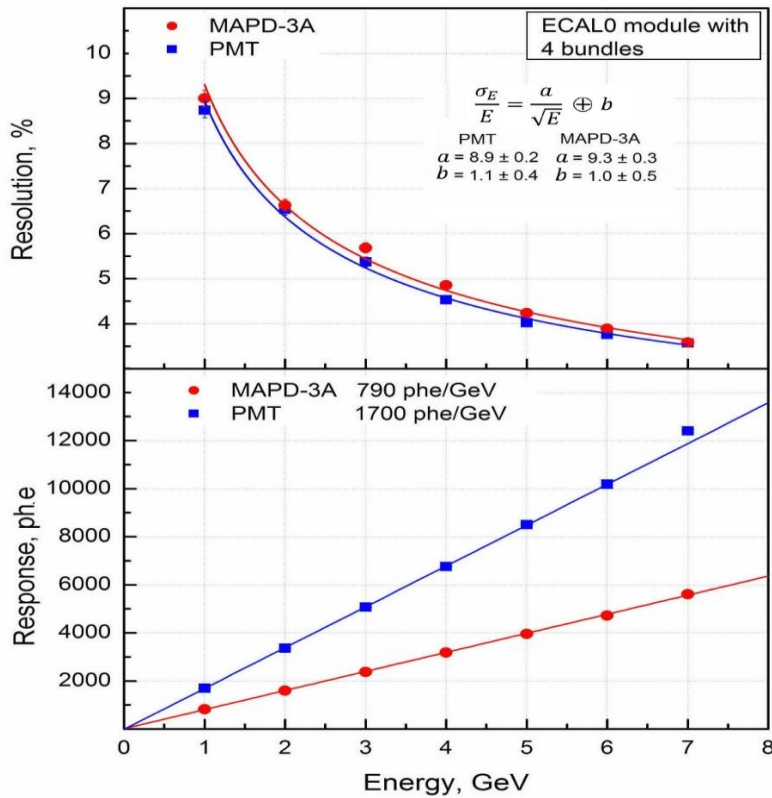 MAPD-3A
PMT
ECAL0 module with
4 bundles
σ_E/E = a/√E ⊕ b
PMT MAPD-3A
a = 8.9 ± 0.2 a = 9.3 ± 0.3
b = 1.1 ± 0.4 b = 1.0 ± 0.5
Resolution, %
10
9
8
7
6
5
4
MAPD-3A 790 phe/GeV
PMT 1700 phe/GeV
Response, ph.e
14000
12000
10000
8000
6000
4000
2000
0 1 2 3 4 5 6 7 8
Energy, GeV